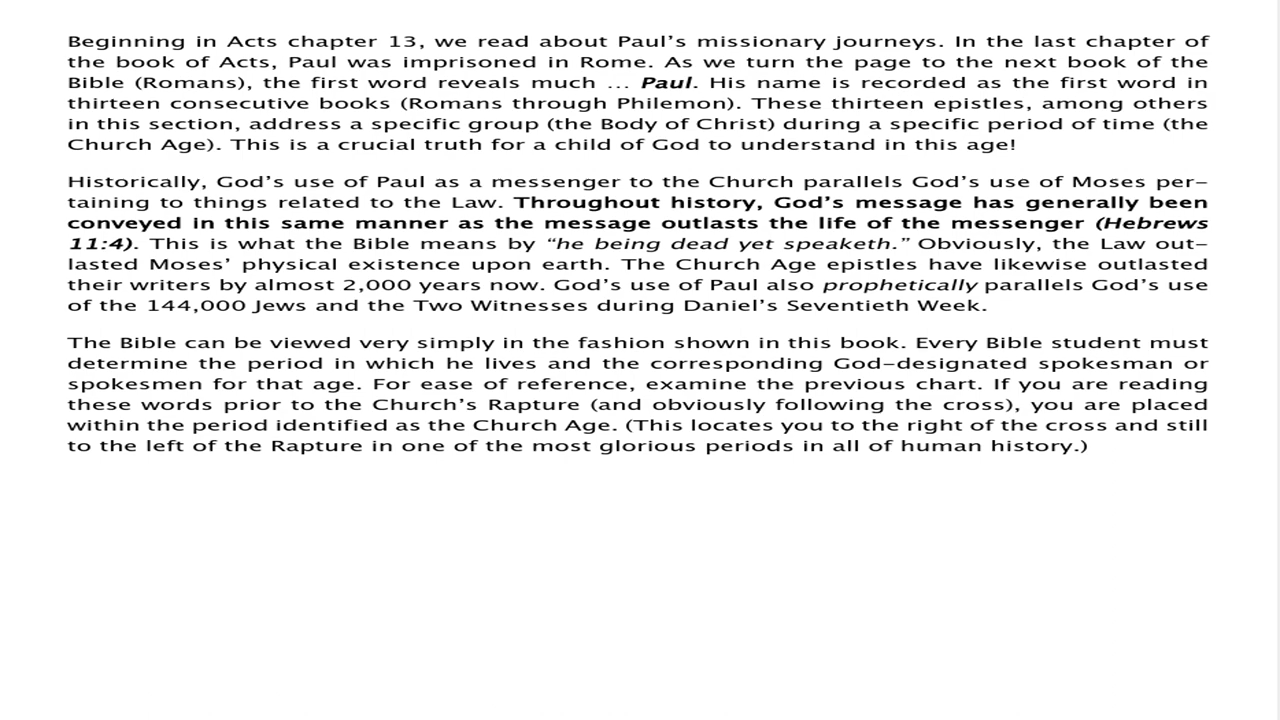 Beginning in Acts chapter 13, we read about Paul’s missionary journeys. In the last chapter of
the book of Acts, Paul was imprisoned in Rome. As we turn the page to the next book of the
Bible (Romans), the first word reveals much … Paul. His name is recorded as the first word in
thirteen consecutive books (Romans through Philemon). These thirteen epistles, among others
in this section, address a specific group (the Body of Christ) during a specific period of time (the
Church Age). This is a crucial truth for a child of God to understand in this age!
Historically, God’s use of Paul as a messenger to the Church parallels God’s use of Moses per-
taining to things related to the Law. Throughout history, God’s message has generally been
conveyed in this same manner as the message outlasts the life of the messenger (Hebrews
11:4). This is what the Bible means by “he being dead yet speaketh.” Obviously, the Law out-
lasted Moses’ physical existence upon earth. The Church Age epistles have likewise outlasted
their writers by almost 2,000 years now. God’s use of Paul also prophetically parallels God’s use
of the 144,000 Jews and the Two Witnesses during Daniel’s Seventieth Week.
The Bible can be viewed very simply in the fashion shown in this book. Every Bible student must
determine the period in which he lives and the corresponding God-designated spokesman or
spokesmen for that age. For ease of reference, examine the previous chart. If you are reading
these words prior to the Church’s Rapture (and obviously following the cross), you are placed
within the period identified as the Church Age. (This locates you to the right of the cross and still
to the left of the Rapture in one of the most glorious periods in all of human history.)